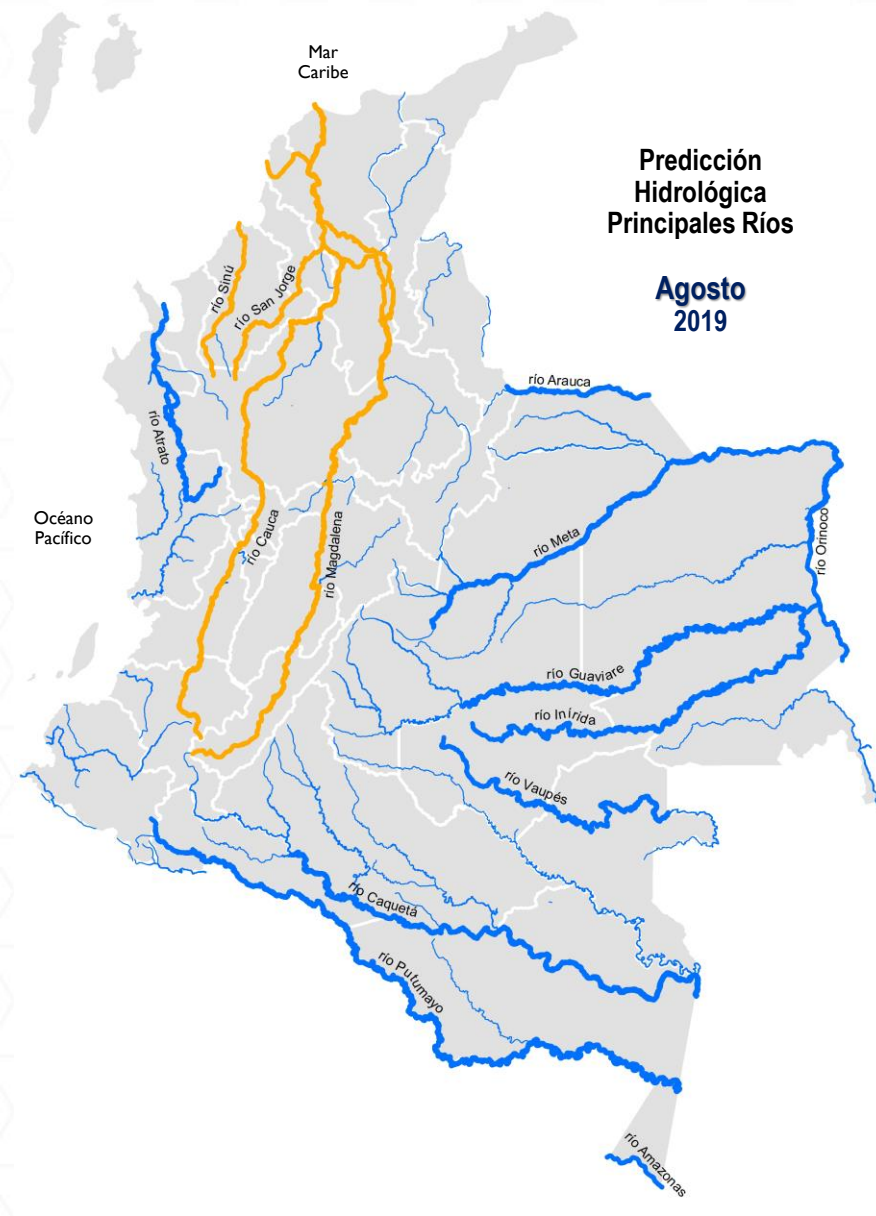 Mar
Caribe
Predicción
Hidrológica
Principales Ríos
Agosto
2019
río Sinú
río San Jorge
río Arauca
río Atrato
Océano
Pacífico
río Cauca
río Magdalena
río Meta
río Orinoco
río Guaviare
río Inírida
río Vaupés
río Caquetá
río Putumayo
río Amazonas